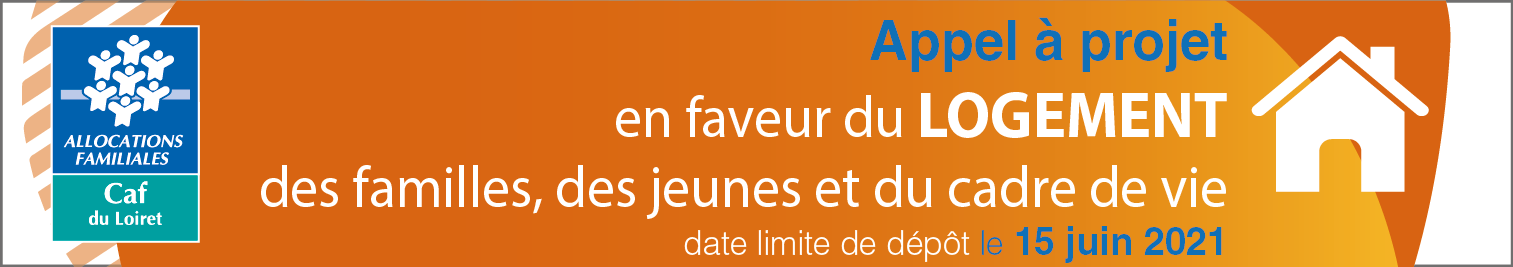 ALLOCATIONS
FAMILIALES
Caf
du Loiret
Appel à projet
en faveur du LOGEMENT
des familles, des jeunes et du cadre de vie
date limite de dépôt le 15 juin 2021